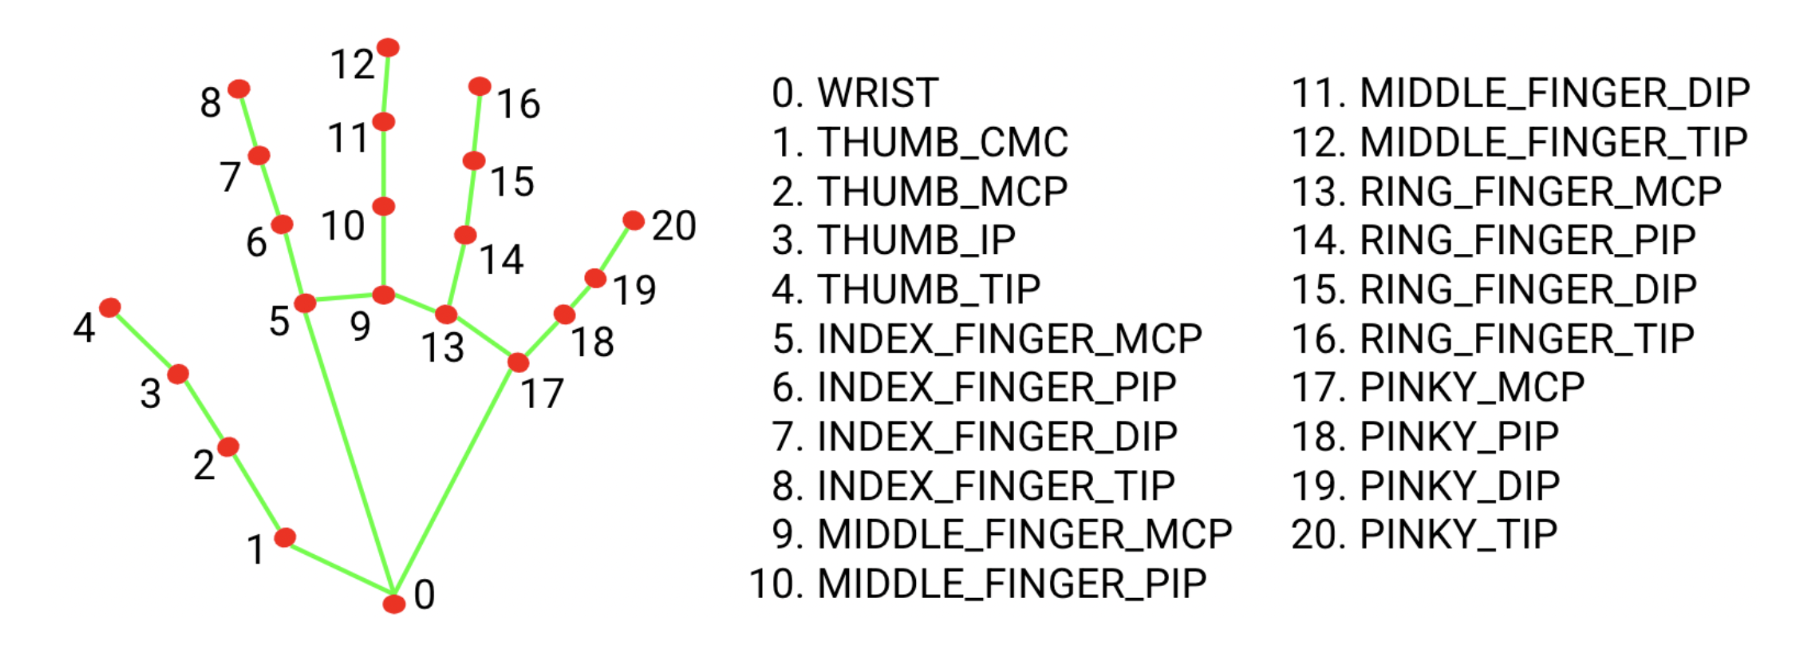 12
8
16
11
7
15
10
6
20
14
19
4
5
9
18
13
3
17
2
1
0
0. WRIST
1. THUMB_CMC
2. THUMB_MCP
3. THUMB_IP
4. THUMB_TIP
5. INDEX_FINGER_MCP
6. INDEX_FINGER_PIP
7. INDEX_FINGER_DIP
8. INDEX_FINGER_TIP
9. MIDDLE_FINGER_MCP
10. MIDDLE_FINGER_PIP
11. MIDDLE_FINGER_DIP
12. MIDDLE_FINGER_TIP
13. RING_FINGER_MCP
14. RING_FINGER_PIP
15. RING_FINGER_DIP
16. RING_FINGER_TIP
17. PINKY_MCP
18. PINKY_PIP
19. PINKY_DIP
20. PINKY_TIP